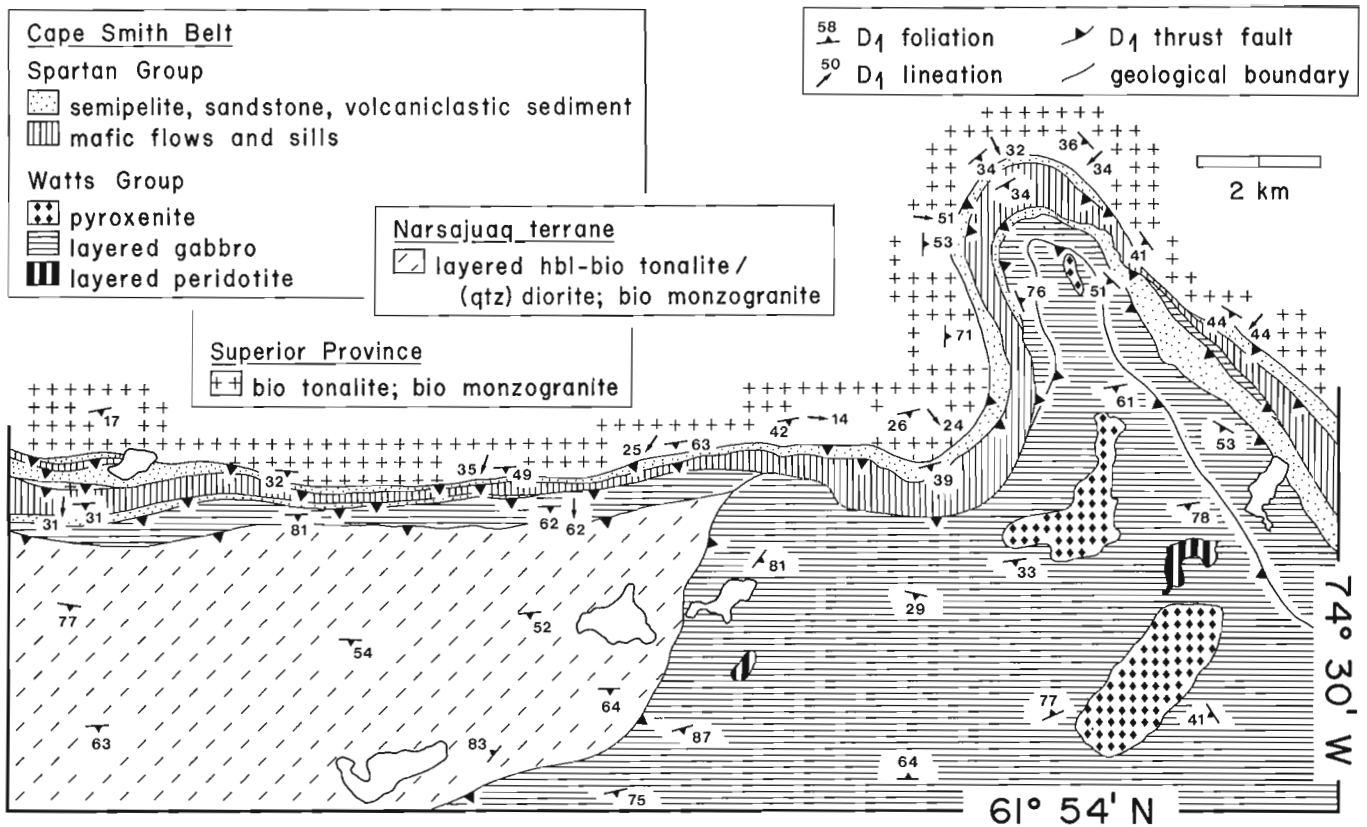 Cape Smith Belt
Spartan Group
semipelite, sandstone, volcaniclastic sediment
mafic flows and sills
Watts Group
pyroxenite
layered gabbro
layered peridotite
Narsajuaq terrane
layered hbl-bio tonalite/
(qtz) diorite; bio monzogranite
Superior Province
bio tonalite; bio monzogranite
58 D1 foliation
D1 thrust fault
50 D1 lineation
geological boundary
2 km
32
36
34
34
34
51
53
41
76
51
71
44
44
17
61
42
14
26
24
53
25
63
35
49
32
39
31
31
81
62
62
78
81
33
77
52
29
54
64
77
41
63
83
87
64
75
74° 30' W
61° 54' N